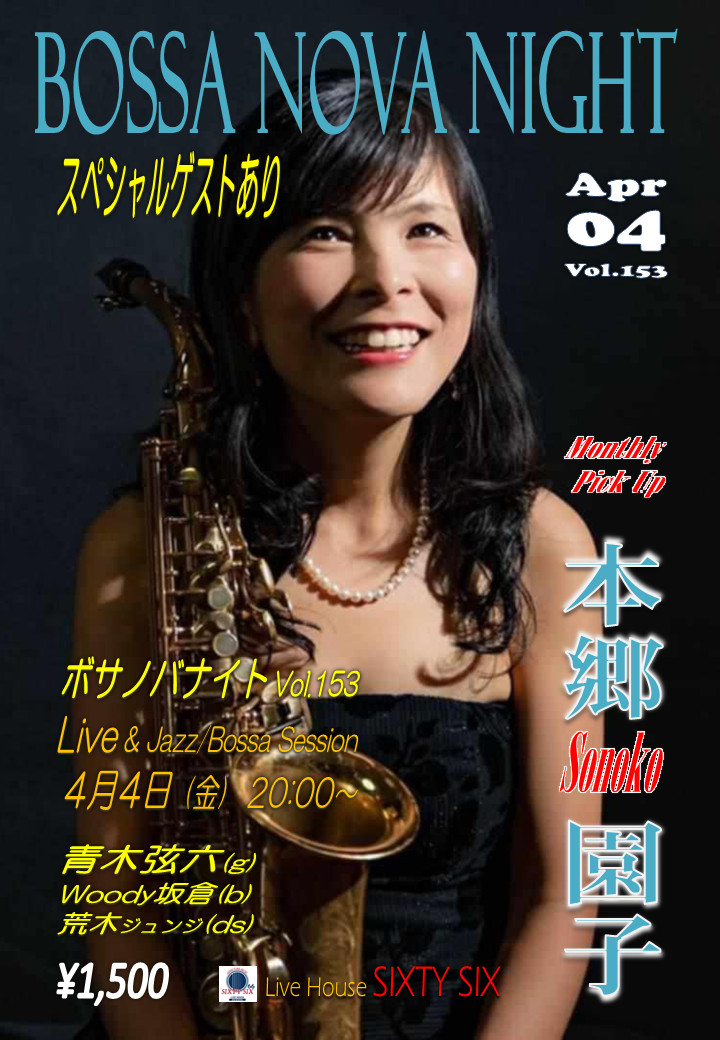 BOSSA NOVA NIGHT
スペシャルゲストあり
Apr
04
Vol.153
Monthly
Pick Up
本郷
Sonoko
園子
ボサノバナイト Vol.153
Live & Jazz/Bossa Session
4月4日（金） 20:00~
青木弦六(g)
Woody坂倉(b)
荒木ジュンジ(ds)
¥1,500
SIXTY SIX
Live House SIXTY SIX